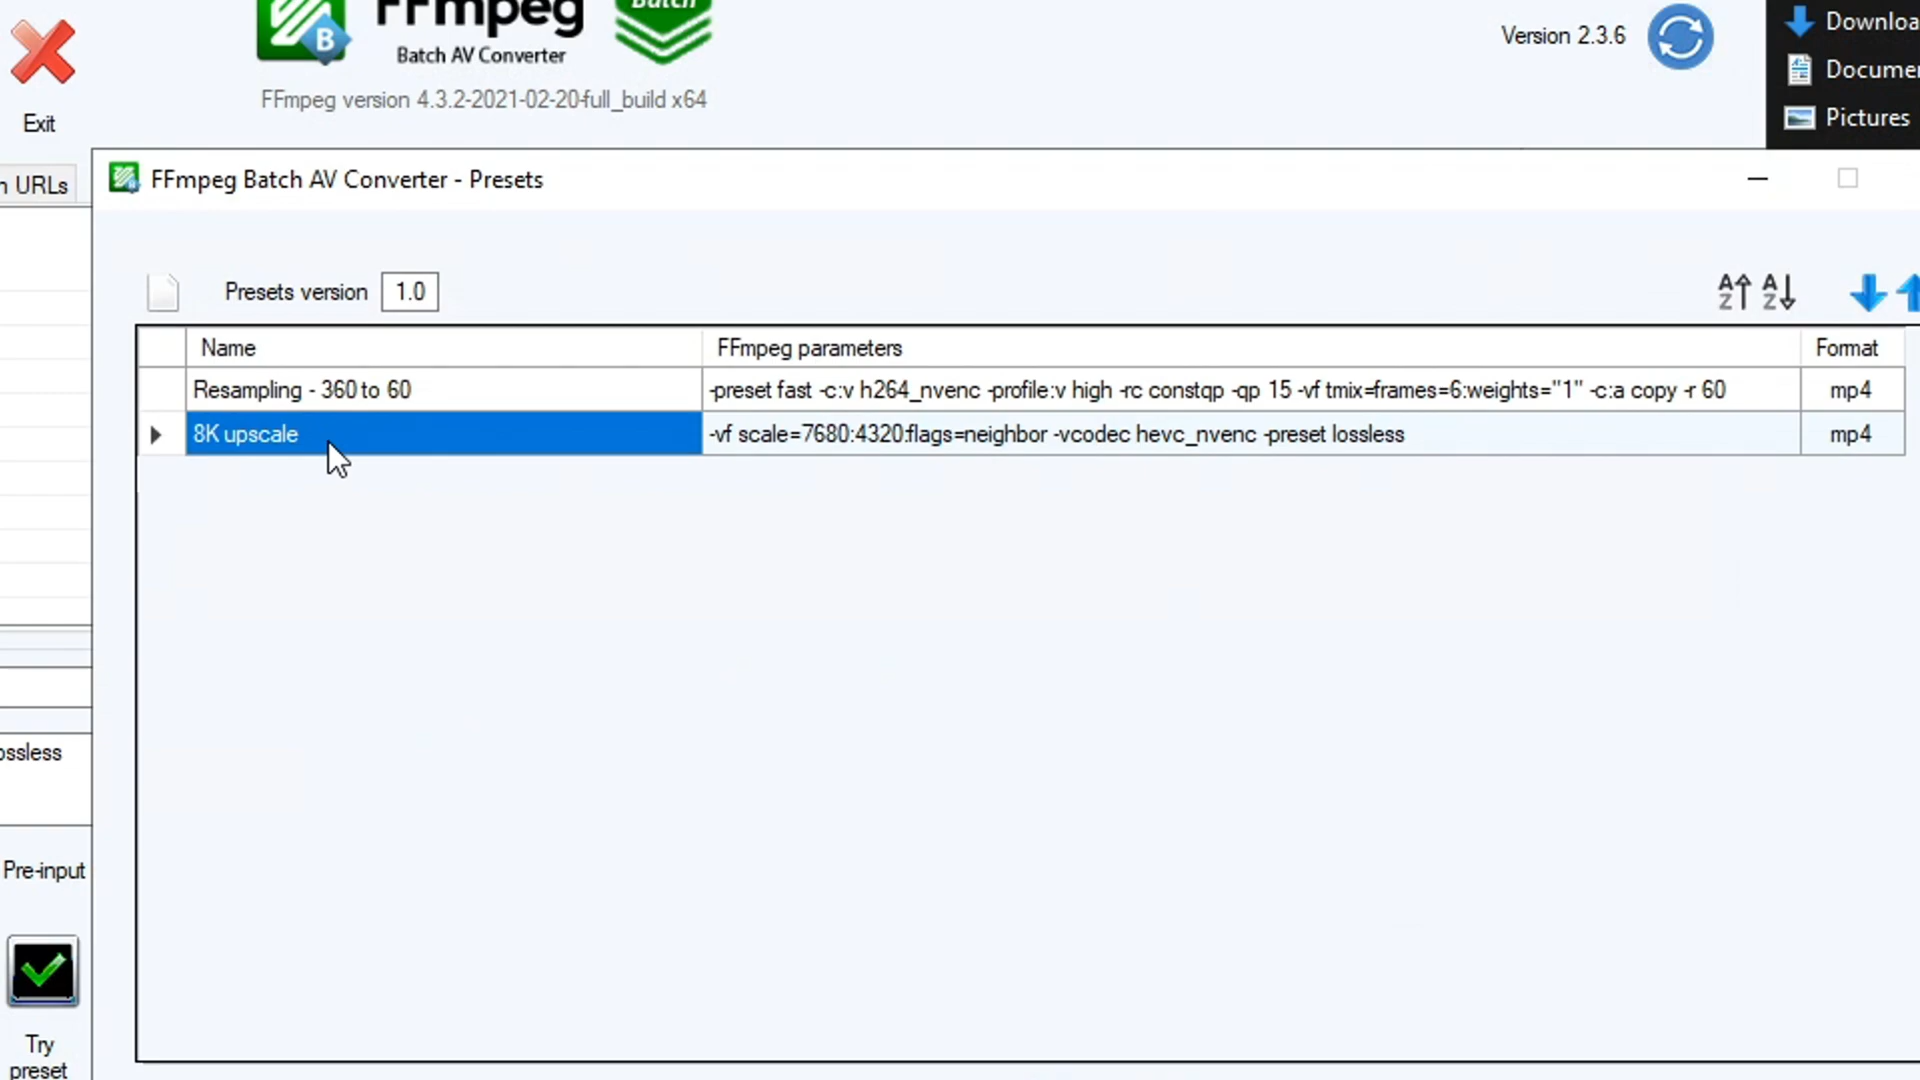 FFmpeg
Batch
B
Batch AV Converter
FFmpeg version 4.3.2-2021-02-20-full_build x64
Version 2.3.6
Downloa
Documen
Pictures
Exit
n URLs
FFmpeg Batch AV Converter - Presets
Presets version 1.0
Name FFmpeg parameters Format
Resampling - 360 to 60 -preset fast -c:v h264_nvenc -profile:v high -rc constqp -qp 15 -vf tmix=frames=6:weights="1" -c:a copy -r 60 mp4
8K upscale -vf scale=7680:4320:flags=neighbor -vcodec hevc_nvenc -preset lossless mp4
ossless
Pre-input
Try
preset